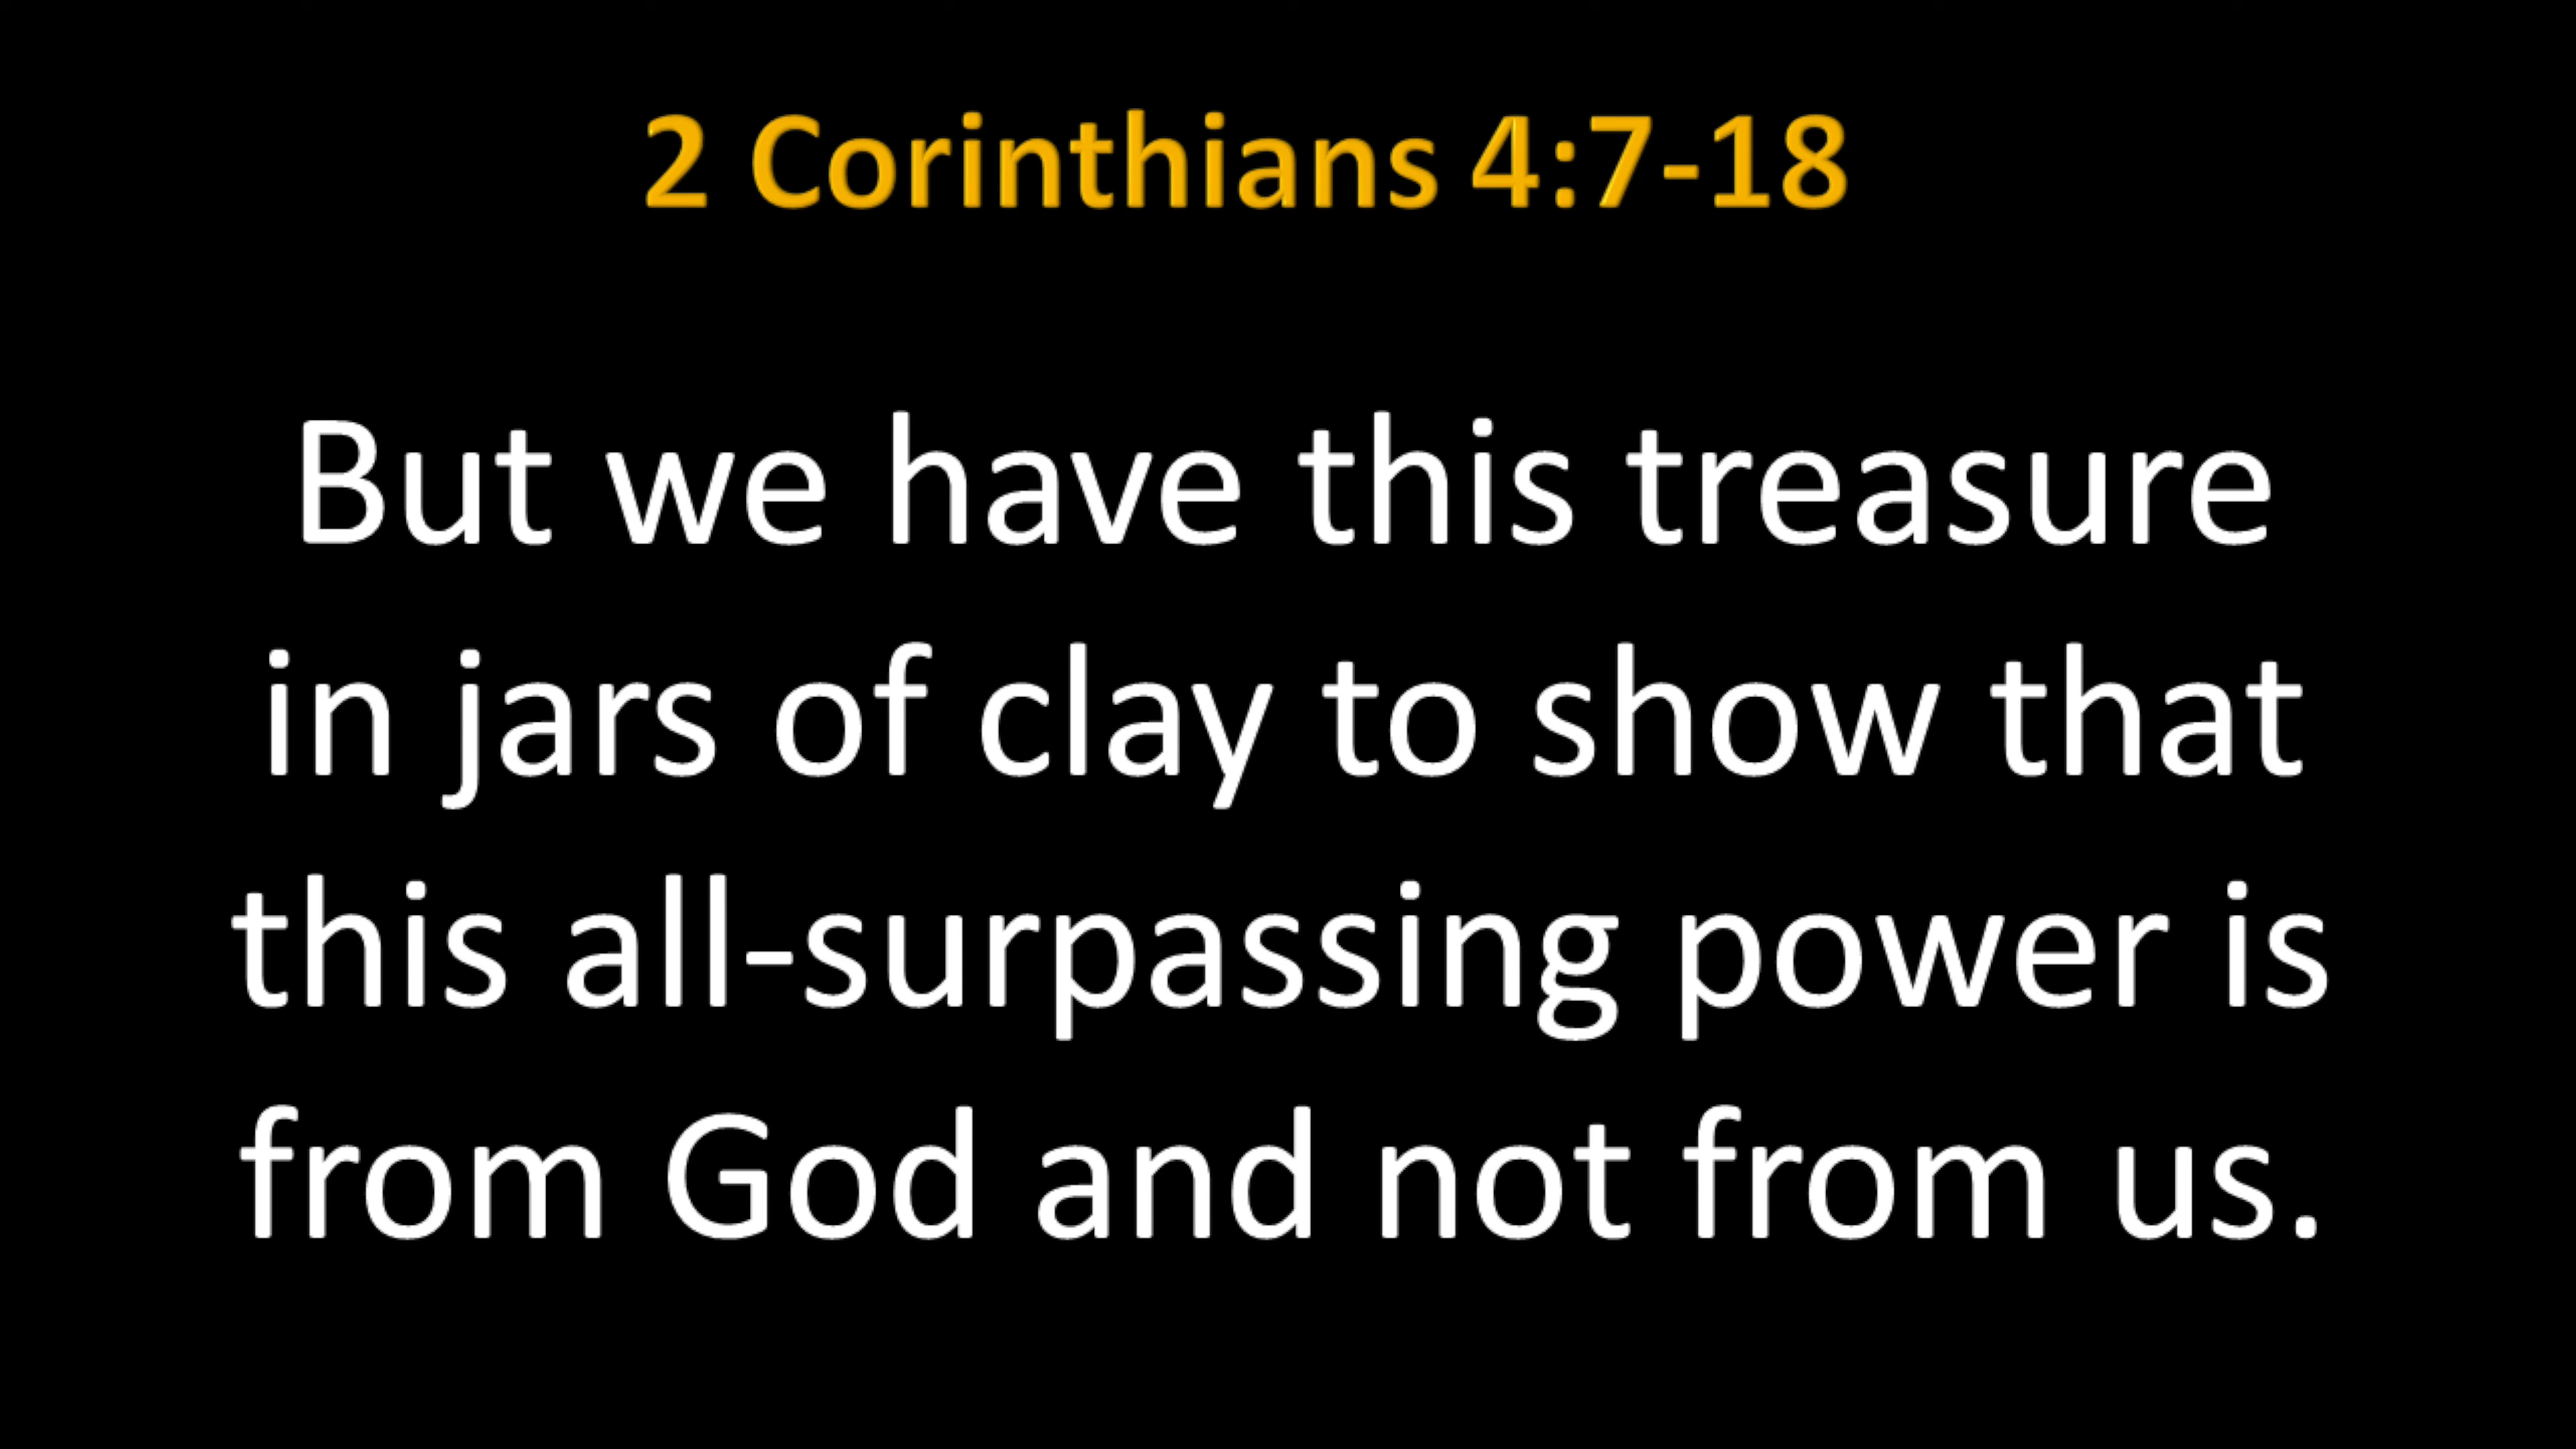 2 Corinthians 4:7-18
But we have this treasure
in jars of clay to show that
this all-surpassing power is
from God and not from us.